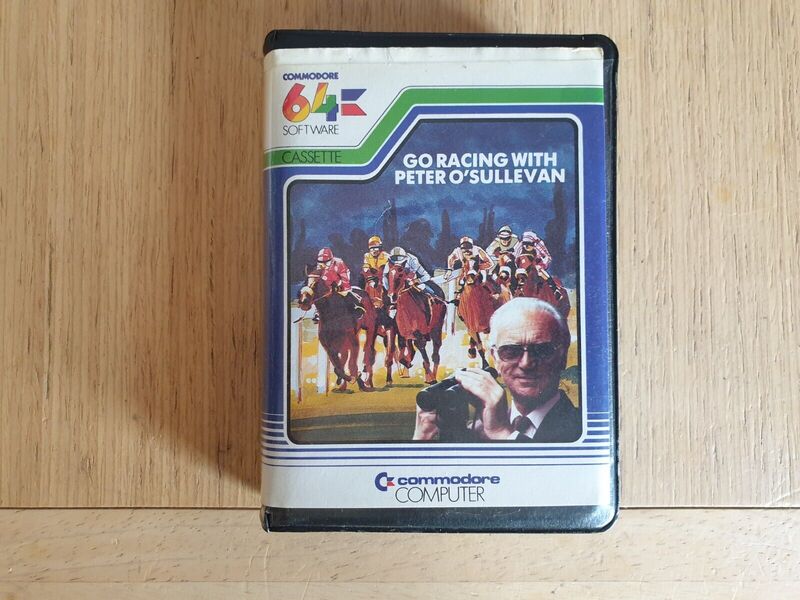 COMMODORE
64
SOFTWARE
CASSETTE
GO RACING WITH
PETER O'SULLEVAN
commodore
COMPUTER